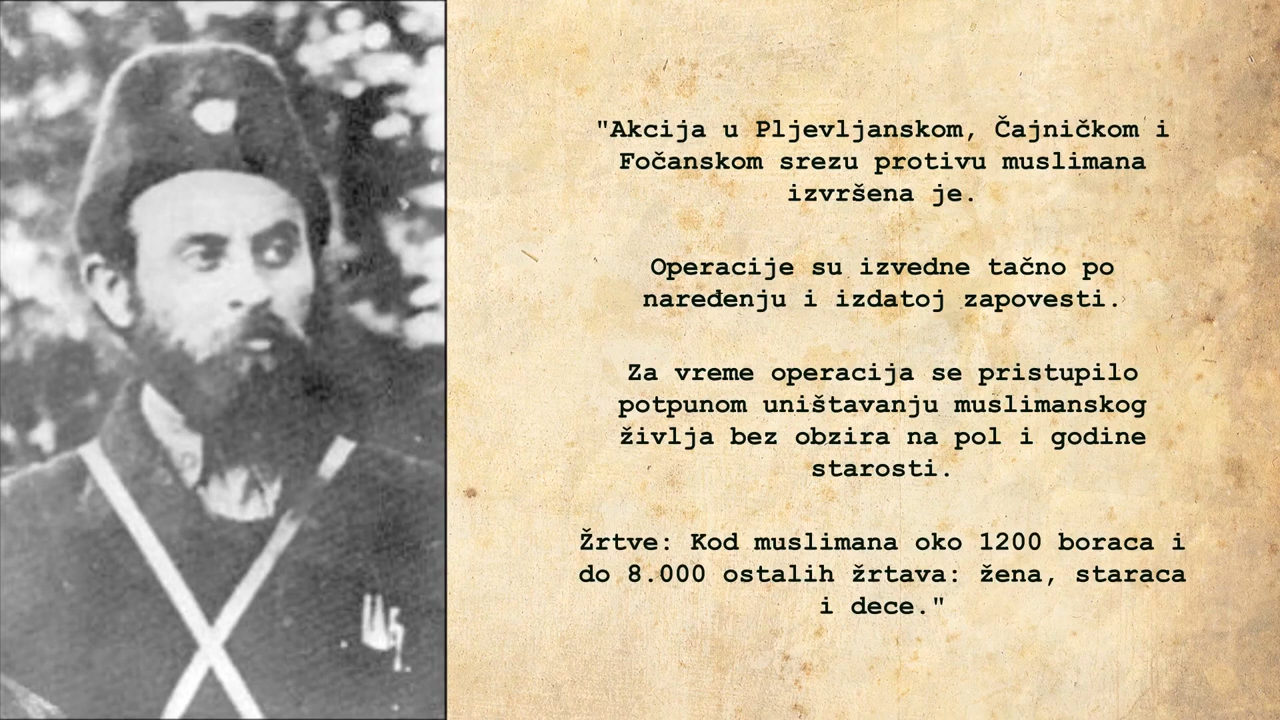 "Akcija u Pljevljanskom, Čajničkom i
Fočanskom srezu protivu muslimana
izvršena je.
Operacije su izvedne tačno po
naređenju i izdatoj zapovesti.
Za vreme operacija se pristupilo
potpunom uništavanju muslimanskog
življa bez obzira na pol i godine
starosti.
Žrtve: Kod muslimana oko 1200 boraca i
do 8.000 ostalih žrtava: žena, staraca
i dece."